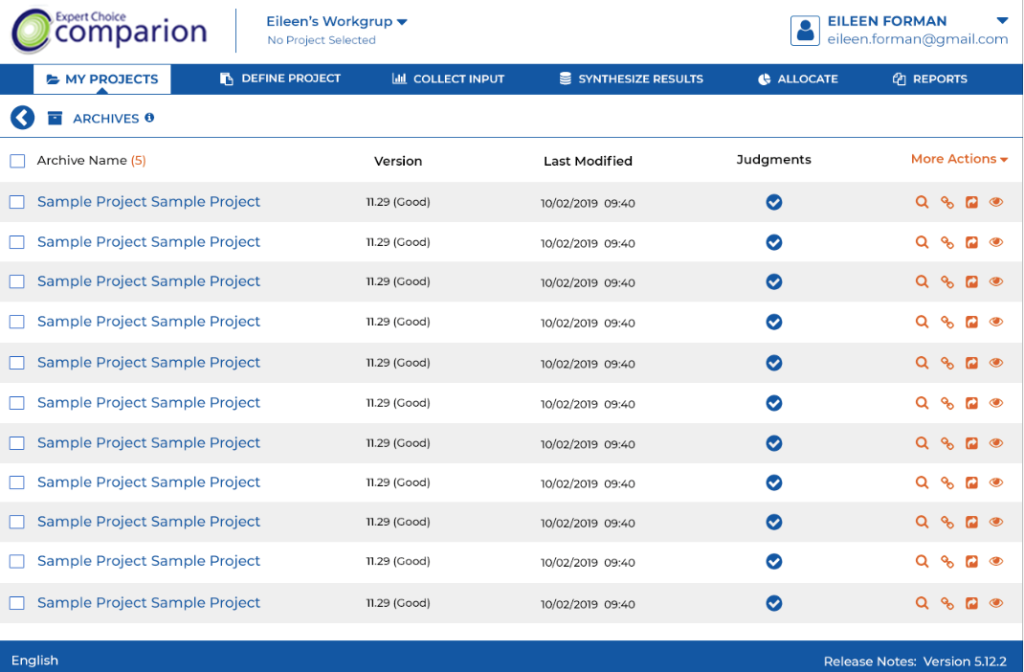 Expert Choice
comparion
Eileen's Workgrup
No Project Selected
EILEEN FORMAN
eileen.forman@gmail.com
MY PROJECTS DEFINE PROJECT COLLECT INPUT SYNTHESIZE RESULTS ALLOCATE REPORTS
ARCHIVES
Archive Name (5) Version Last Modified Judgments More Actions
Sample Project Sample Project 11.29 (Good) 10/02/2019 09:40
Sample Project Sample Project 11.29 (Good) 10/02/2019 09:40
Sample Project Sample Project 11.29 (Good) 10/02/2019 09:40
Sample Project Sample Project 11.29 (Good) 10/02/2019 09:40
Sample Project Sample Project 11.29 (Good) 10/02/2019 09:40
Sample Project Sample Project 11.29 (Good) 10/02/2019 09:40
Sample Project Sample Project 11.29 (Good) 10/02/2019 09:40
Sample Project Sample Project 11.29 (Good) 10/02/2019 09:40
Sample Project Sample Project 11.29 (Good) 10/02/2019 09:40
Sample Project Sample Project 11.29 (Good) 10/02/2019 09:40
Sample Project Sample Project 11.29 (Good) 10/02/2019 09:40
English Release Notes: Version 5.12.2